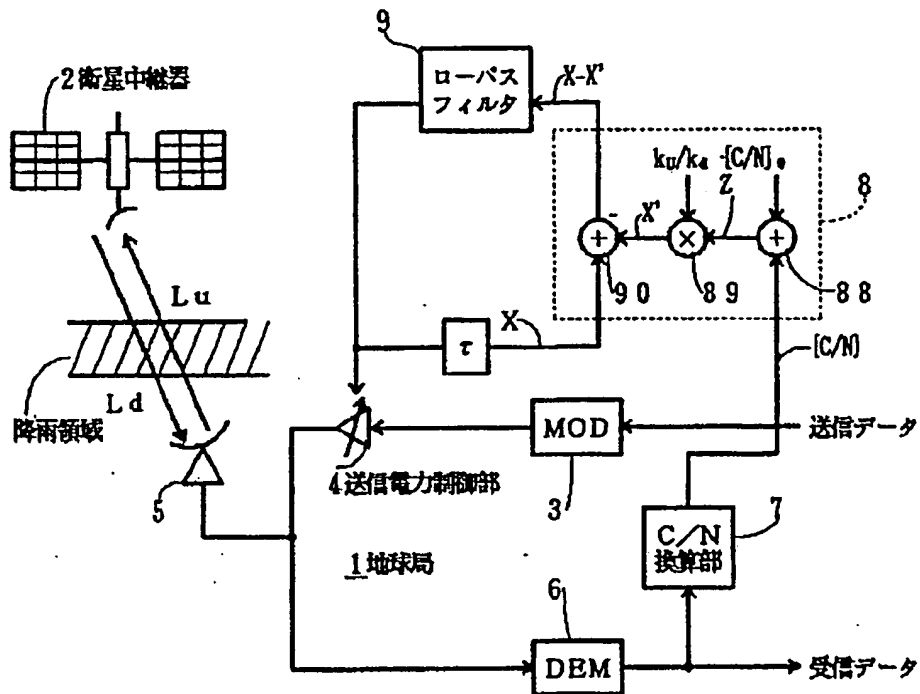 9
ローパス
フィルタ
X-X'
2衛星中継器
ku/kd
-[C/N]。
8
Z
X'
-
+
×
+
90
89
88
Lu
X
τ
[C/N]
Ld
降雨領域
MOD
送信データ
4送信電力制御部
5
3
7
C/N
換算部
1地球局
6
DEM
受信データ